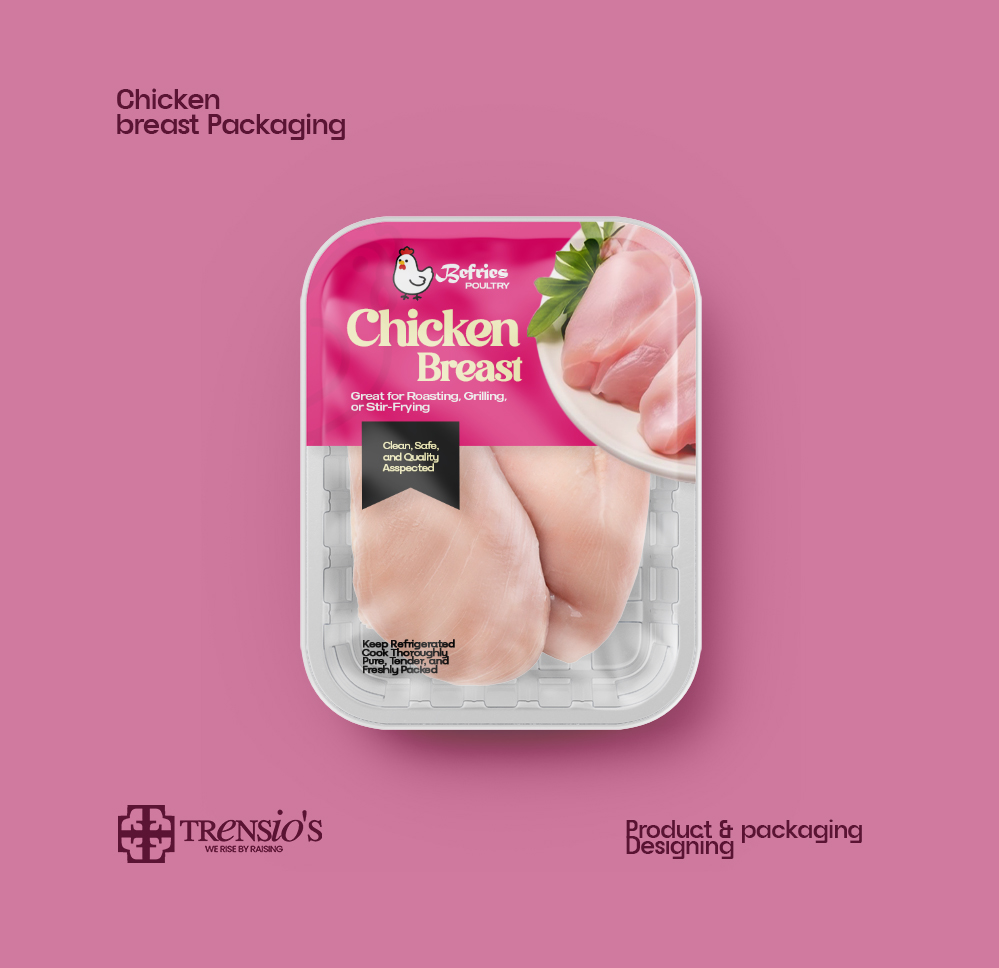 Chicken
breast Packaging
Befries
POULTRY
Chicken
Breast
Great for Roasting, Grilling,
or Stir-Frying
Clean, Safe,
and Quality
Asspected
Keep Refrigerated
Cook Thoroughly
Pure, Tender, and
Freshly Packed
TRENSIO'S
WE RISE BY RAISING
Product & packaging
Designing